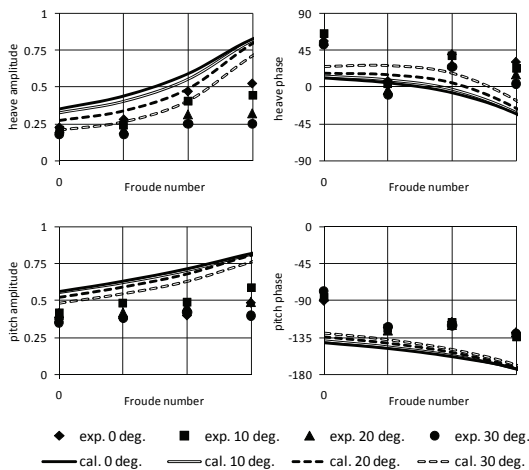 1
0.75
0.5
0.25
0
heave amplitude
0
Froude number
90
45
0
-45
-90
heave phase
0
Froude number
1
0.75
0.5
0.25
0
pitch amplitude
0
Froude number
0
-45
-90
-135
-180
pitch phase
0
Froude number
exp. 0 deg. exp. 10 deg. exp. 20 deg. exp. 30 deg.
cal. 0 deg. cal. 10 deg. cal. 20 deg. cal. 30 deg.